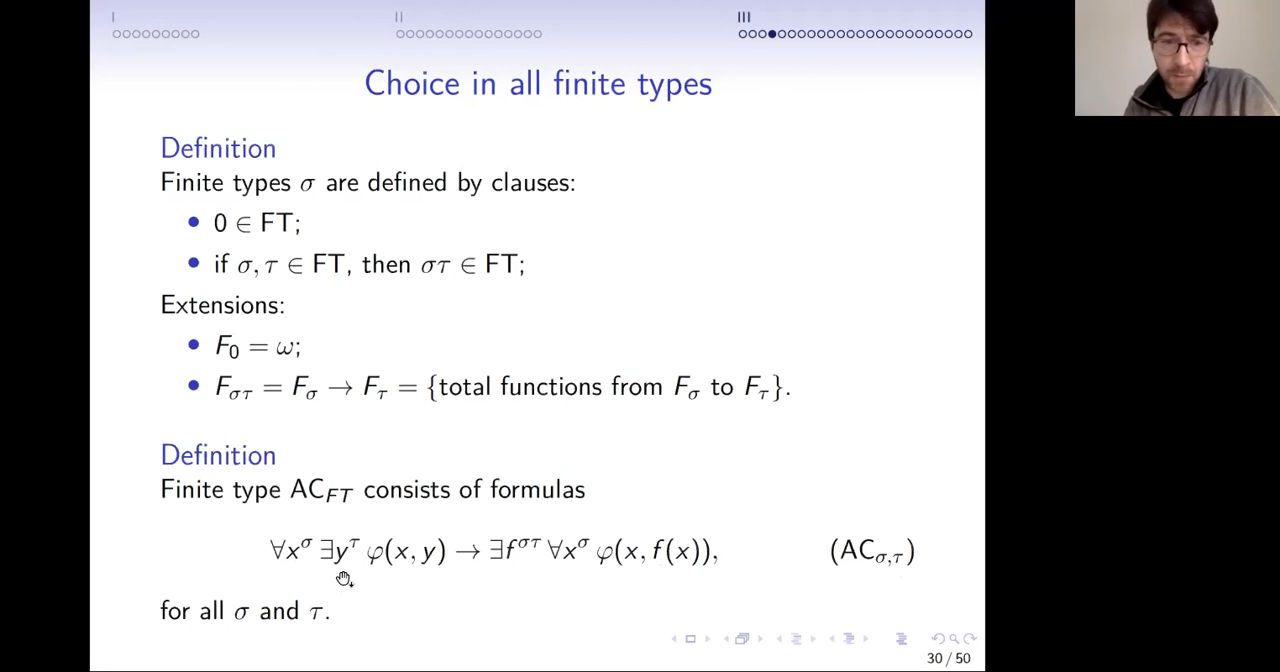 I II III
Choice in all finite types
Definition
Finite types σ are defined by clauses:
• 0 ∈ FT;
• if σ, τ ∈ FT, then στ ∈ FT;
Extensions:
• F₀ = ω;
• F_στ = F_σ → F_τ = {total functions from F_σ to F_τ}.
Definition
Finite type AC_FT consists of formulas
∀x^σ ∃y^τ φ(x, y) → ∃f^στ ∀x^σ φ(x, f(x)), (AC_σ,τ)
for all σ and τ.
30 / 50